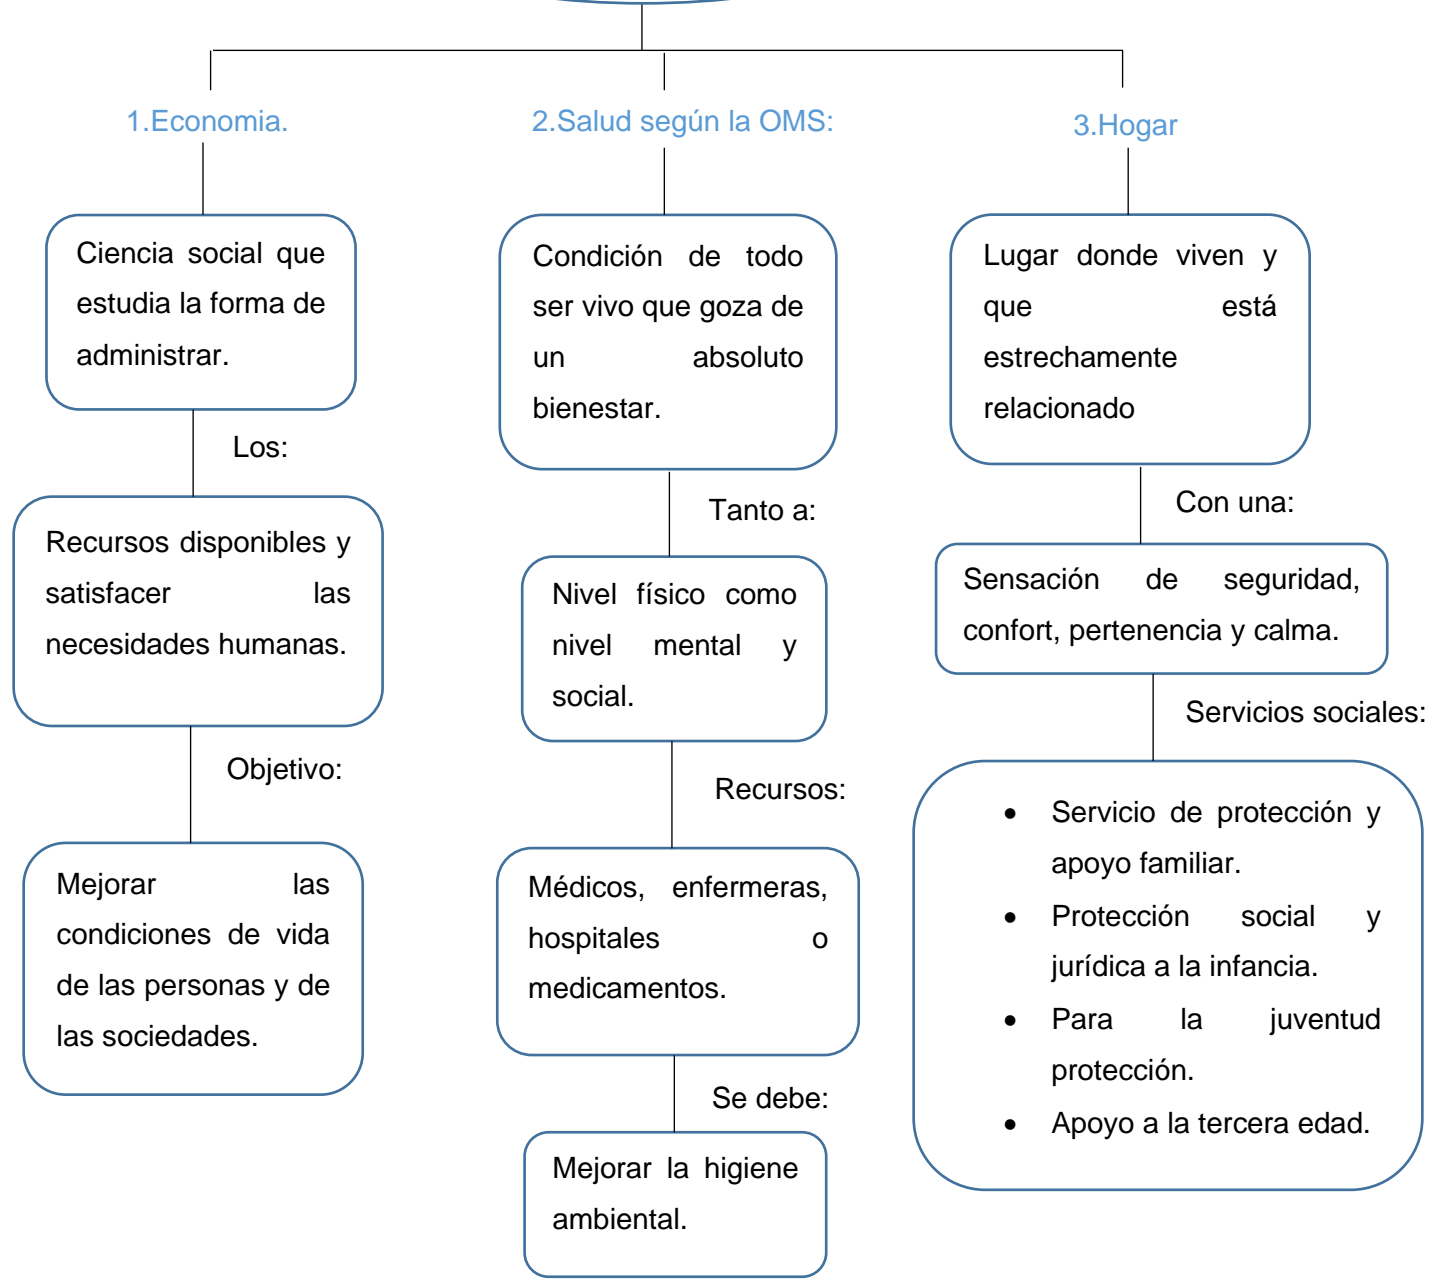 1.Economia.
Ciencia social que
estudia la forma de
administrar.
Los:
Recursos disponibles y
satisfacer las
necesidades humanas.
Objetivo:
Mejorar las
condiciones de vida
de las personas y de
las sociedades.
2.Salud según la OMS:
Condición de todo
ser vivo que goza de
un absoluto
bienestar.
Tanto a:
Nivel físico como
nivel mental y
social.
Recursos:
Médicos, enfermeras,
hospitales o
medicamentos.
Se debe:
Mejorar la higiene
ambiental.
3.Hogar
Lugar donde viven y
que está
estrechamente
relacionado
Con una:
Sensación de seguridad,
confort, pertenencia y calma.
Servicios sociales:
• Servicio de protección y
apoyo familiar.
• Protección social y
jurídica a la infancia.
• Para la juventud
protección.
• Apoyo a la tercera edad.